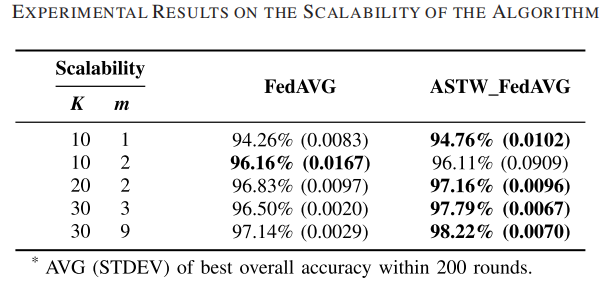 EXPERIMENTAL RESULTS ON THE SCALABILITY OF THE ALGORITHM
Scalability FedAVG ASTW_FedAVG
K m
10 1 94.26% (0.0083) 94.76% (0.0102)
10 2 96.16% (0.0167) 96.11% (0.0909)
20 2 96.83% (0.0097) 97.16% (0.0096)
30 3 96.50% (0.0020) 97.79% (0.0067)
30 9 97.14% (0.0029) 98.22% (0.0070)
* AVG (STDEV) of best overall accuracy within 200 rounds.